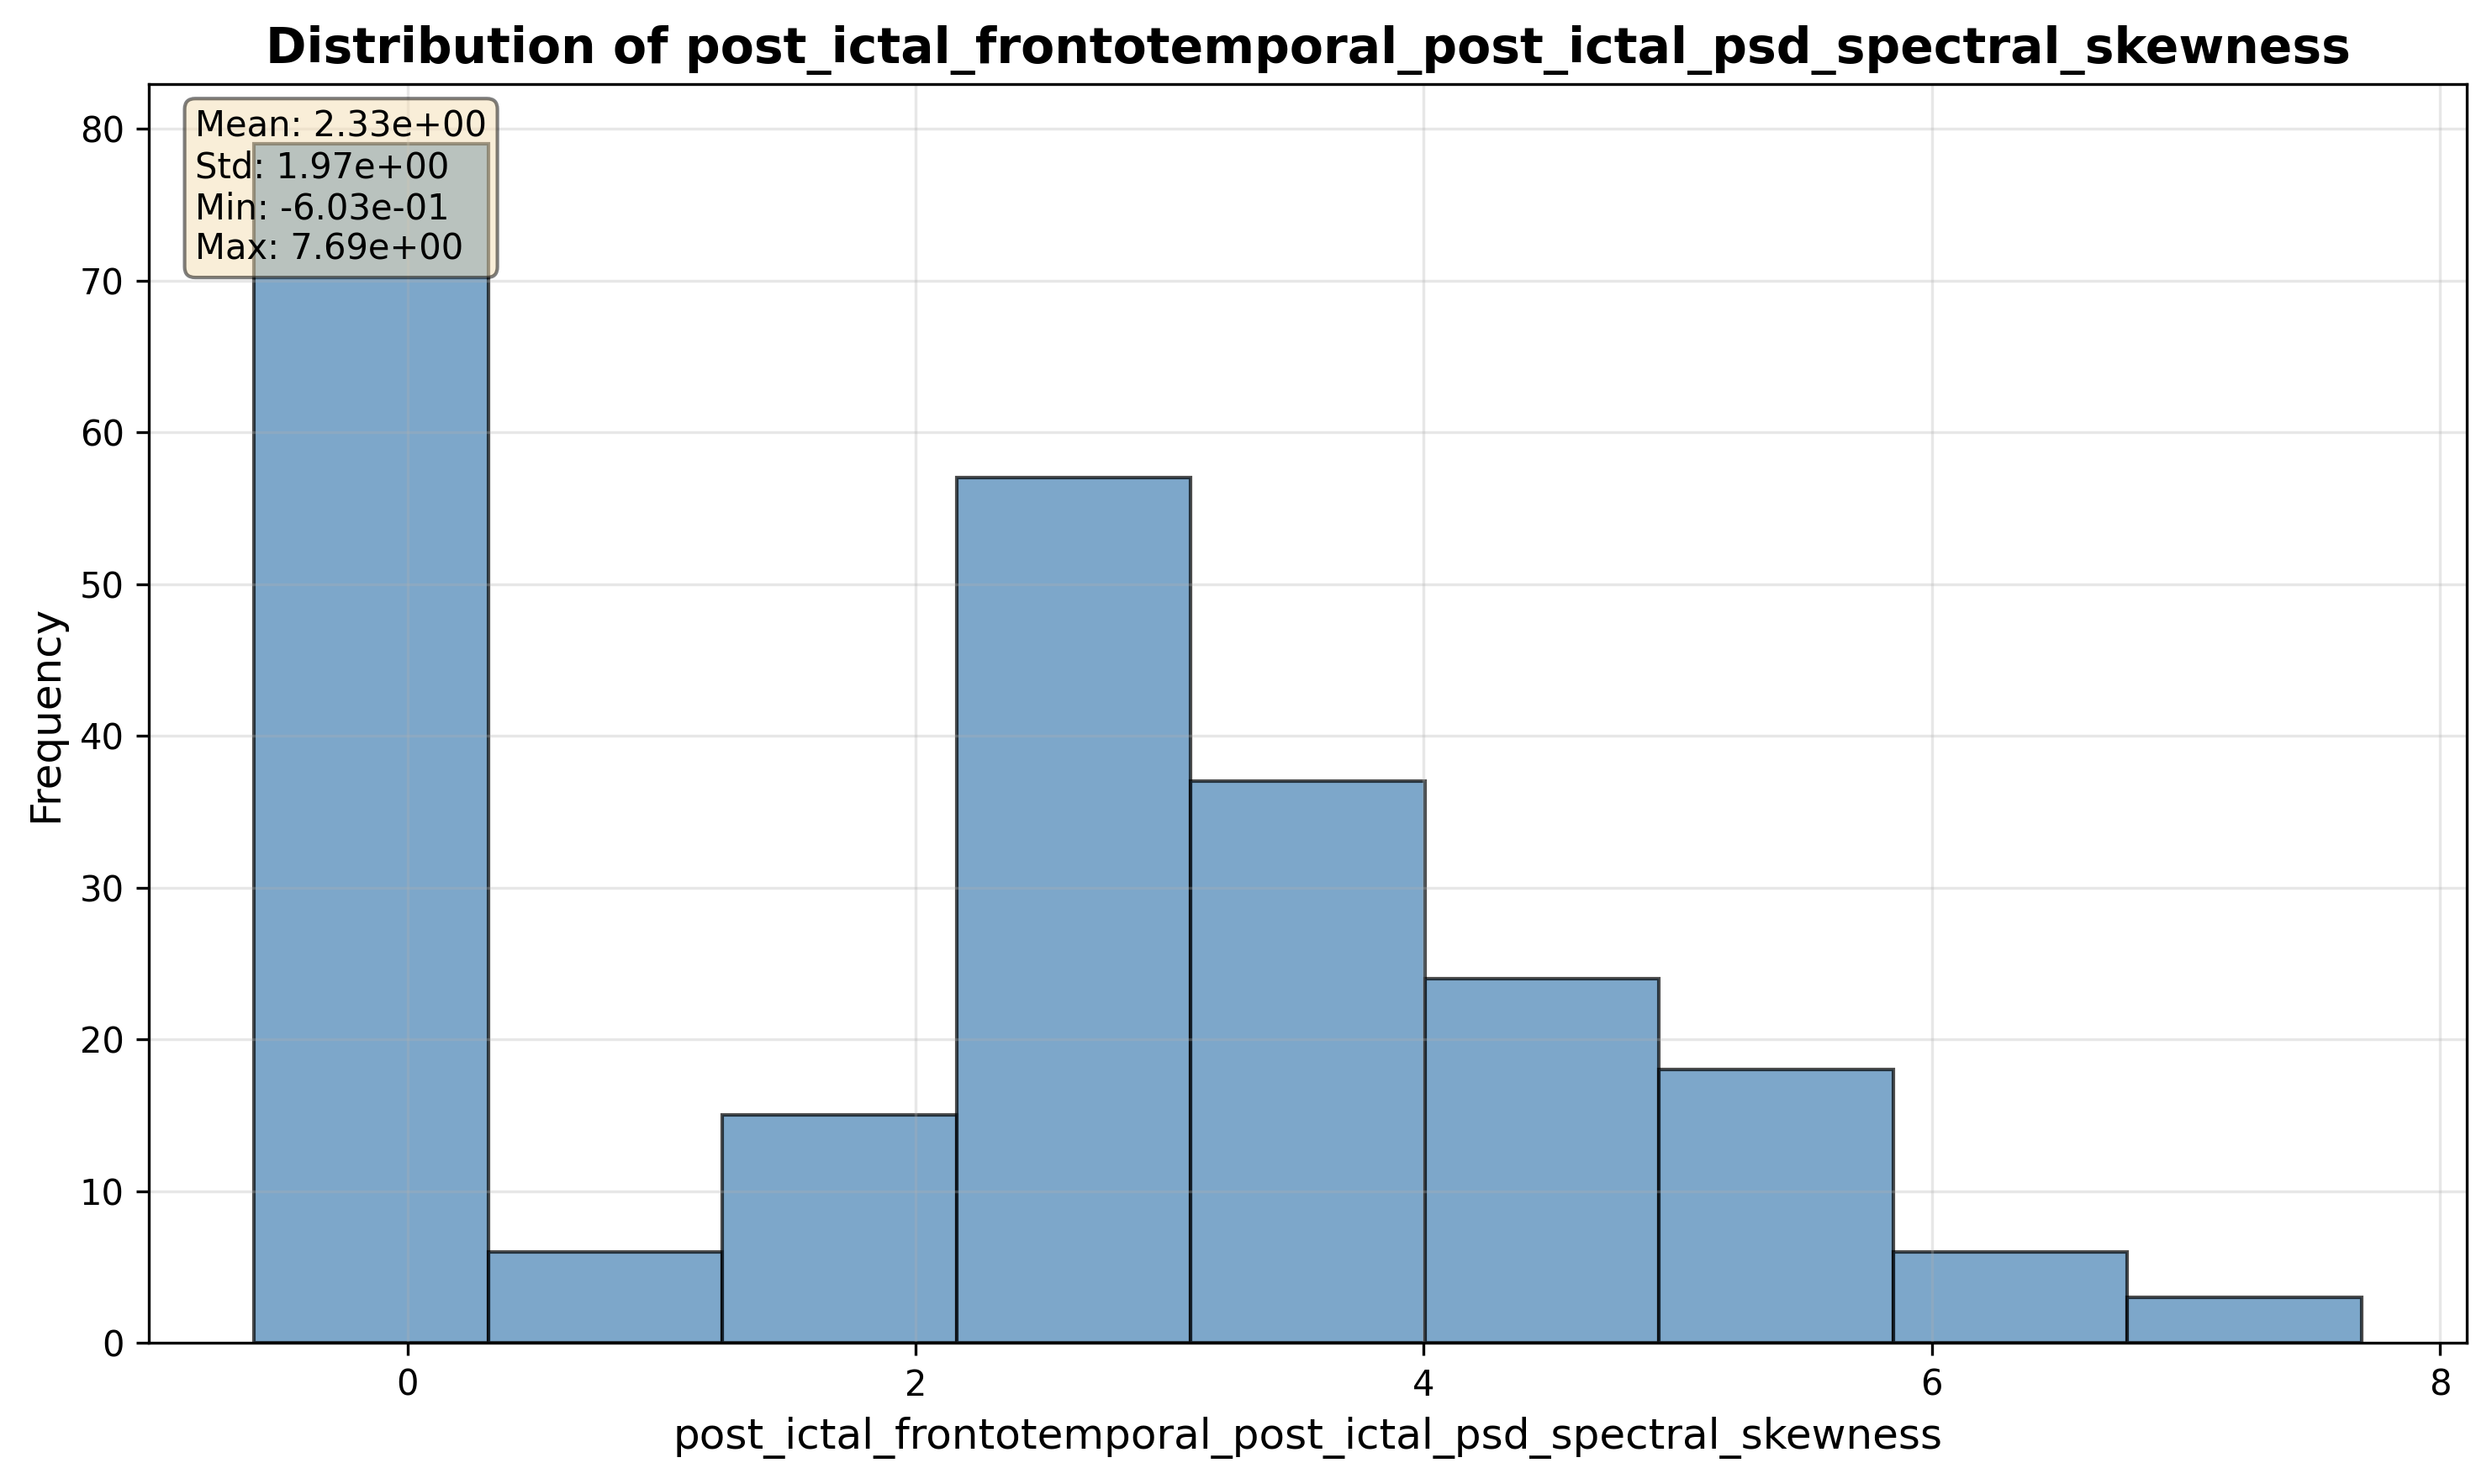 Distribution of post_ictal_frontotemporal_post_ictal_psd_spectral_skewness
Mean: 2.33e+00
Std: 1.97e+00
Min: -6.03e-01
Max: 7.69e+00
80
70
60
50
40
30
20
10
0
Frequency
0 2 4 6 8
post_ictal_frontotemporal_post_ictal_psd_spectral_skewness